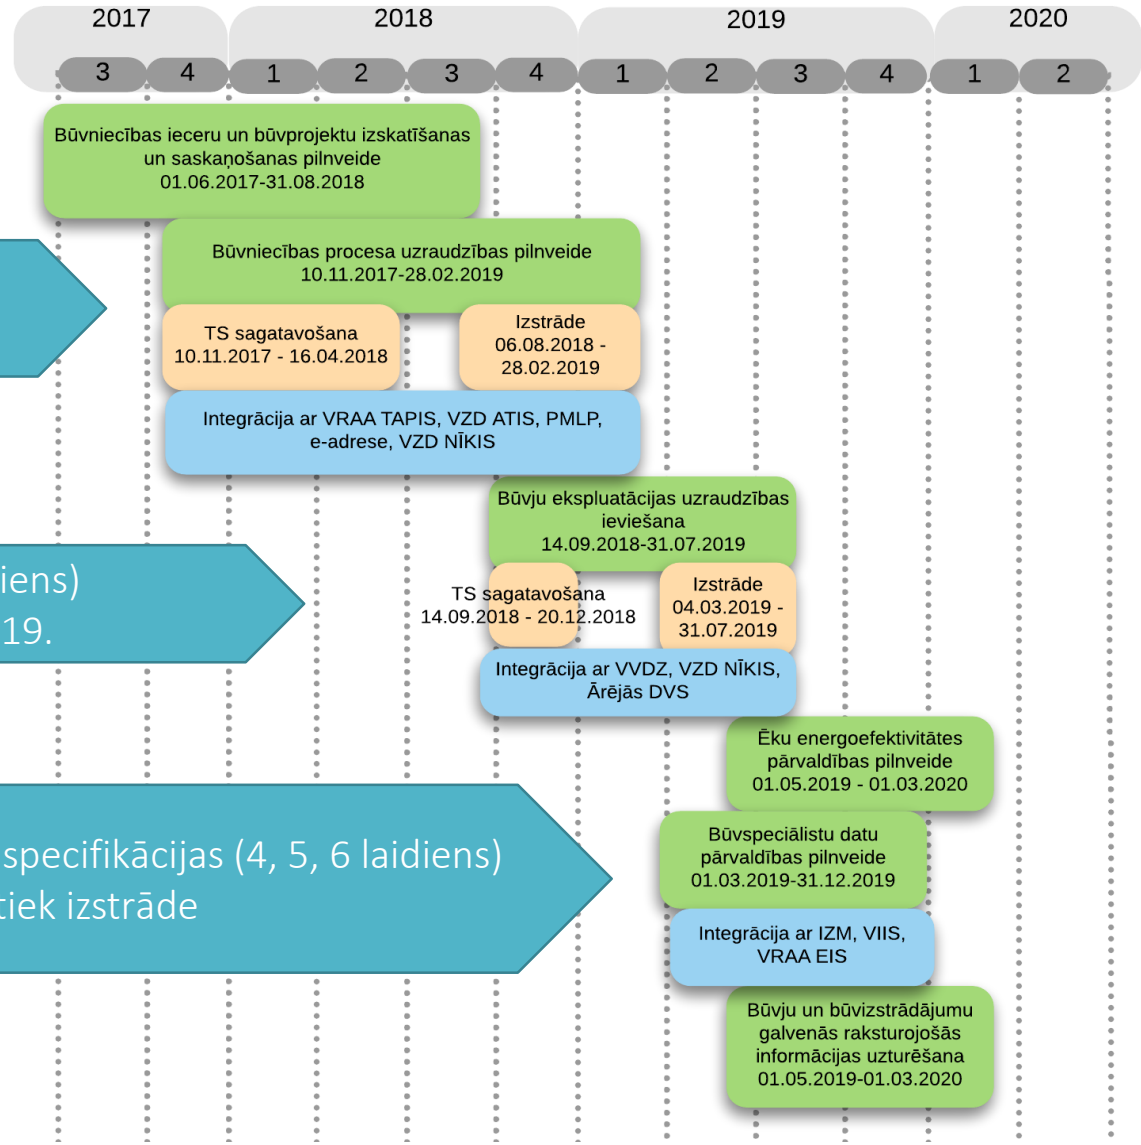 2017
2018
2019
2020
3
4
1
2
3
4
1
2
3
4
1
2
Būvniecības ieceru un būvprojektu izskatīšanas
un saskaņošanas pilnveide
01.06.2017-31.08.2018
Būvniecības procesa uzraudzības pilnveide
10.11.2017-28.02.2019
TS sagatavošana
10.11.2017 - 16.04.2018
Izstrāde
06.08.2018 -
28.02.2019
Integrācija ar VRAA TAPIS, VZD ATIS, PMLP,
e-adrese, VZD NĪKIS
Būvju ekspluatācijas uzraudzības
ieviešana
14.09.2018-31.07.2019
TS sagatavošana
14.09.2018 - 20.12.2018
Izstrāde
04.03.2019 -
31.07.2019
iens)
19.
Integrācija ar VVDZ, VZD NĪKIS,
Ārējās DVS
Ēku energoefektivitātes
pārvaldības pilnveide
01.05.2019 - 01.03.2020
specifikācijas (4, 5, 6 laidiens)
tiek izstrāde
Būvspeciālistu datu
pārvaldības pilnveide
01.03.2019-31.12.2019
Integrācija ar IZM, VIIS,
VRAA EIS
Būvju un būvizstrādājumu
galvenās raksturojošās
informācijas uzturēšana
01.05.2019-01.03.2020